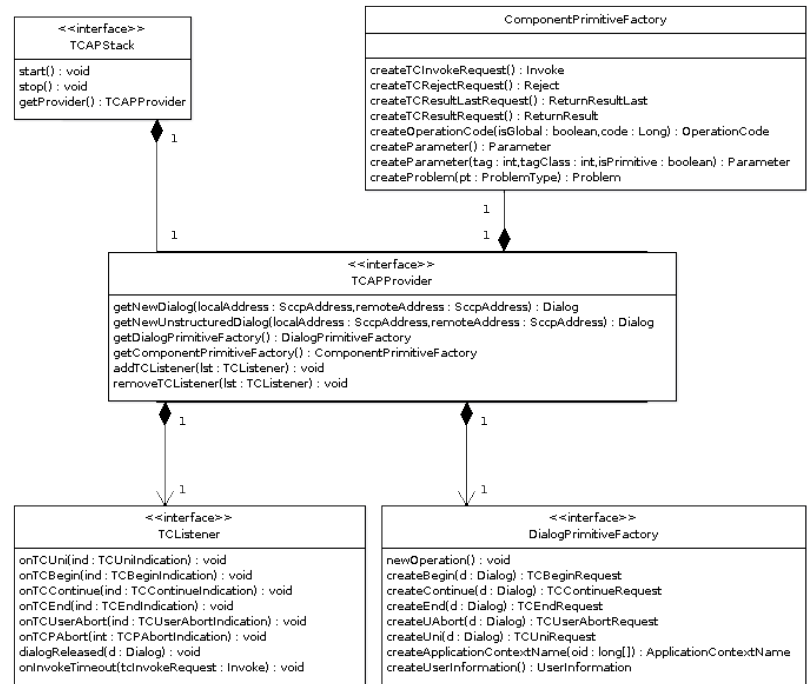 <<interface>>
TCAPStack
start() : void
stop() : void
getProvider() : TCAPProvider
1
ComponentPrimitiveFactory
createTCInvokeRequest() : Invoke
createTCRejectRequest() : Reject
createTCResultLastRequest() : ReturnResultLast
createTCResultRequest() : ReturnResult
createOperationCode(isGlobal : boolean,code : Long) : OperationCode
createParameter() : Parameter
createParameter(tag : int,tagClass : int,isPrimitive : boolean) : Parameter
createProblem(pt : ProblemType) : Problem
1
1
1
<<interface>>
TCAPProvider
getNewDialog(localAddress : SccpAddress,remoteAddress : SccpAddress) : Dialog
getNewUnstructuredDialog(localAddress : SccpAddress,remoteAddress : SccpAddress) : Dialog
getDialogPrimitiveFactory() : DialogPrimitiveFactory
getComponentPrimitiveFactory() : ComponentPrimitiveFactory
addTCListener(lst : TCListener) : void
removeTCListener(lst : TCListener) : void
1
1
1
1
<<interface>>
TCListener
onTCUni(ind : TCUniIndication) : void
onTCBegin(ind : TCBeginIndication) : void
onTCContinue(ind : TCContinueIndication) : void
onTCEnd(ind : TCEndIndication) : void
onTCUserAbort(ind : TCUserAbortIndication) : void
onTCPAbort(int : TCPAbortIndication) : void
dialogReleased(d : Dialog) : void
onInvokeTimeout(tcInvokeRequest : Invoke) : void
<<interface>>
DialogPrimitiveFactory
newOperation() : void
createBegin(d : Dialog) : TCBeginRequest
createContinue(d : Dialog) : TCContinueRequest
createEnd(d : Dialog) : TCEndRequest
createUAbort(d : Dialog) : TCUserAbortRequest
createUni(d : Dialog) : TCUniRequest
createApplicationContextName(oid : long[]) : ApplicationContextName
createUserInformation() : UserInformation